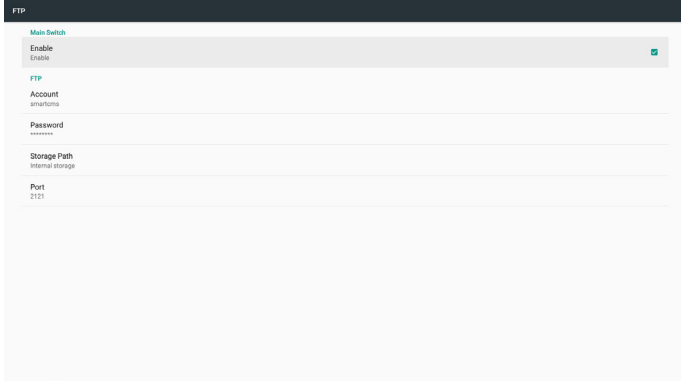 FTP
Main Switch
Enable
Enable
FTP
Account
smartcms
Password
********
Storage Path
Internal storage
Port
2121